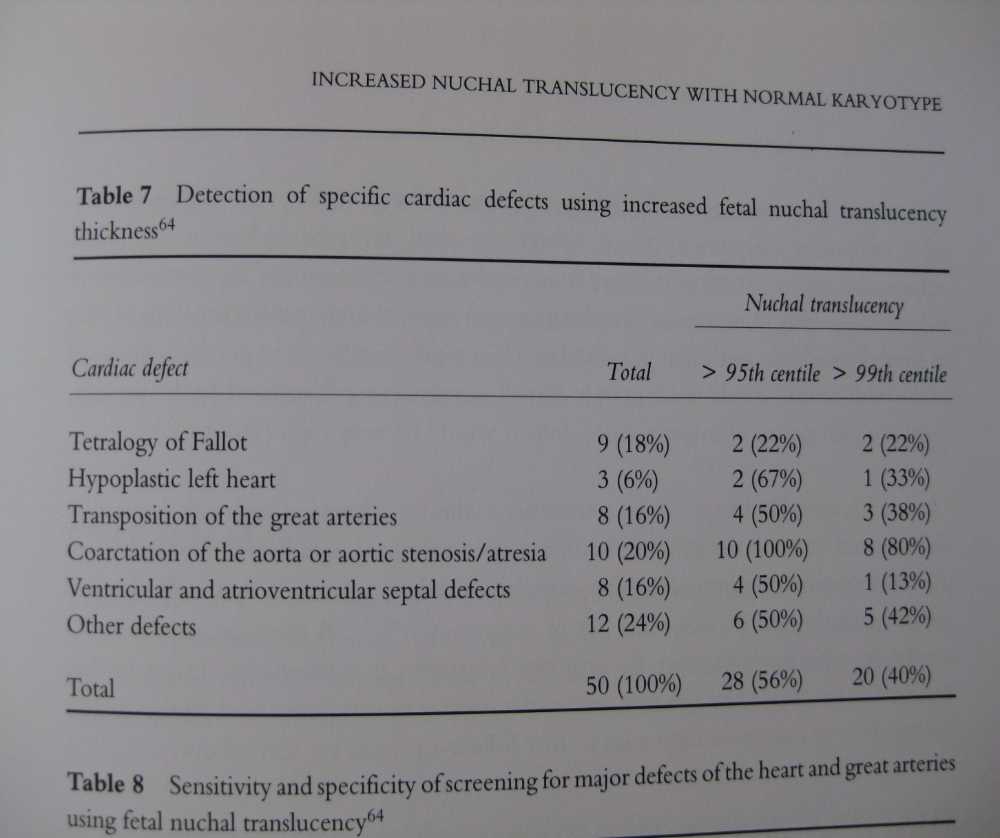 INCREASED NUCHAL TRANSLUCENCY WITH NORMAL KARYOTYPE
Table 7 Detection of specific cardiac defects using increased fetal nuchal translucency
thickness64
Nuchal translucency
Cardiac defect Total > 95th centile > 99th centile
Tetralogy of Fallot 9 (18%) 2 (22%) 2 (22%)
Hypoplastic left heart 3 (6%) 2 (67%) 1 (33%)
Transposition of the great arteries 8 (16%) 4 (50%) 3 (38%)
Coarctation of the aorta or aortic stenosis/atresia 10 (20%) 10 (100%) 8 (80%)
Ventricular and atrioventricular septal defects 8 (16%) 4 (50%) 1 (13%)
Other defects 12 (24%) 6 (50%) 5 (42%)
Total 50 (100%) 28 (56%) 20 (40%)
Table 8 Sensitivity and specificity of screening for major defects of the heart and great arteries
using fetal nuchal translucency64